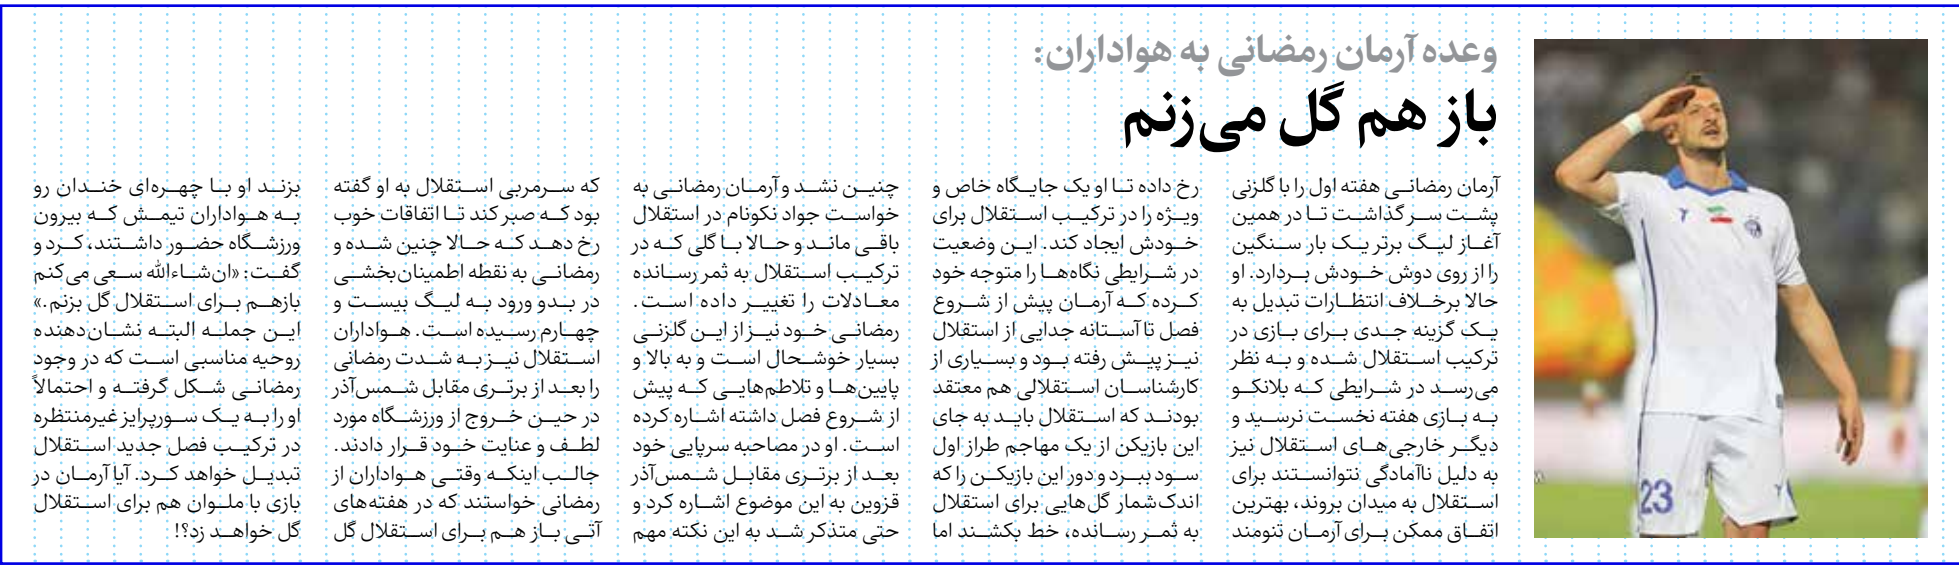 وعده آرمان رمضانی به هواداران:
باز هم گل می‌زنم
آرمان رمضانی هفته اول را با گلزنی
پشت سر گذاشت تا در همین
آغاز لیگ برتر یک بار سنگین
را از روی دوش خودش بردارد. او
حالا برخلاف انتظارات تبدیل به
یک گزینه جدی برای بازی در
ترکیب استقلال شده و به نظر
می‌رسد در شرایطی که بلانکو
به بازی هفته نخست نرسید و
دیگر خارجی‌های استقلال نیز
به دلیل ناآمادگی نتوانستند برای
استقلال به میدان بروند، بهترین
اتفاق ممکن برای آرمان تنومند
رخ داده تا او یک جایگاه خاص و
ویژه را در ترکیب استقلال برای
خودش ایجاد کند. این وضعیت
در شرایطی نگاه‌ها را متوجه خود
کرده که آرمان پیش از شروع
فصل تا آستانه جدایی از استقلال
نیز پیش رفته بود و بسیاری از
کارشناسان استقلالی هم معتقد
بودند که استقلال باید به جای
این بازیکن از یک مهاجم طراز اول
سود ببرد و دور این بازیکن را که
اندک‌شمار گل‌هایی برای استقلال
به ثمر رسانده، خط بکشند اما
چنین نشد و آرمان رمضانی به
خواست جواد نکونام در استقلال
باقی ماند و حالا با گلی که در
ترکیب استقلال به ثمر رسانده
معادلات را تغییر داده است.
رمضانی خود نیز از این گلزنی
بسیار خوشحال است و به بالا و
پایین‌ها و تلاطم‌هایی که پیش
از شروع فصل داشته اشاره کرده
است. او در مصاحبه سرپایی خود
بعد از برتری مقابل شمس‌آذر
قزوین به این موضوع اشاره کرد و
حتی متذکر شد به این نکته مهم
که سرمربی استقلال به او گفته
بود که صبر کند تا اتفاقات خوب
رخ دهد که حالا چنین شده و
رمضانی به نقطه اطمینان‌بخشی
در بدو ورود به لیگ بیست و
چهارم رسیده است. هواداران
استقلال نیز به شدت رمضانی
را بعد از برتری مقابل شمس‌آذر
در حین خروج از ورزشگاه مورد
لطف و عنایت خود قرار دادند.
جالب اینکه وقتی هواداران از
رمضانی خواستند که در هفته‌های
آتی باز هم برای استقلال گل
بزند او با چهره‌ای خندان رو
به هواداران تیمش که بیرون
ورزشگاه حضور داشتند، کرد و
گفت: «ان‌شاءالله سعی می‌کنم
بازهم برای استقلال گل بزنم.»
این جمله البته نشان‌دهنده
روحیه مناسبی است که در وجود
رمضانی شکل گرفته و احتمالاً
او را به یک سورپرایز غیرمنتظره
در ترکیب فصل جدید استقلال
تبدیل خواهد کرد. آیا آرمان در
بازی با ملوان هم برای استقلال
گل خواهد زد؟!
23